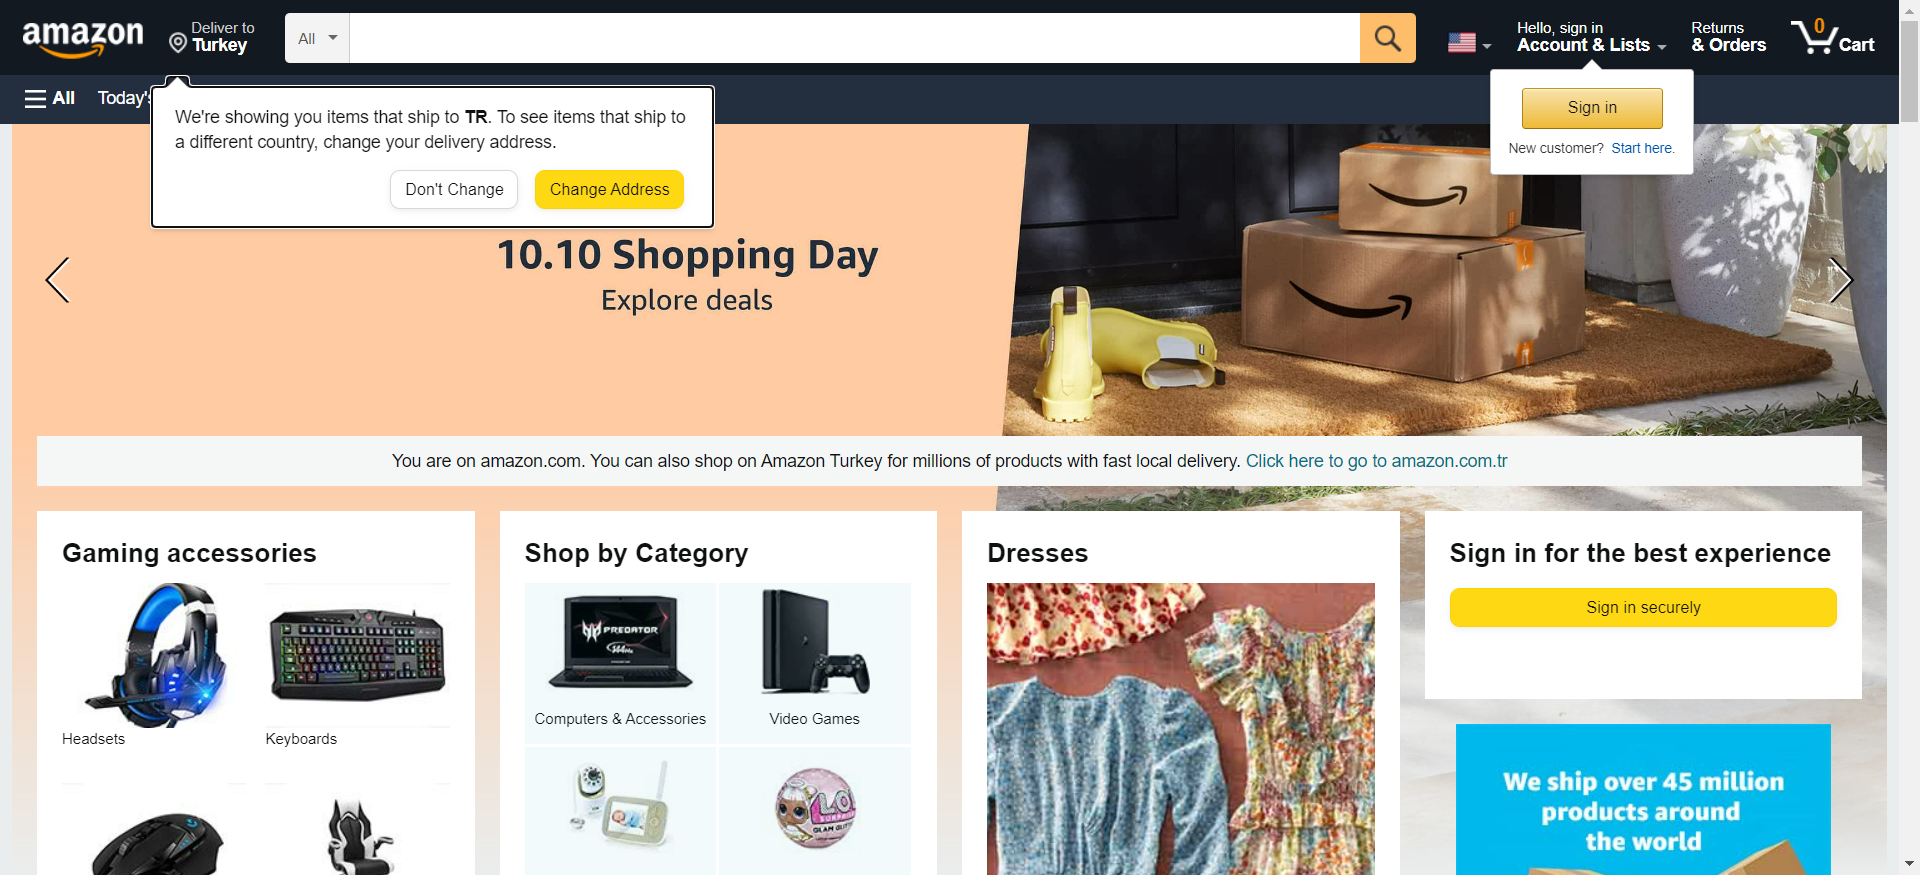 amazon
Deliver to
Turkey
All
Hello, sign in
Account & Lists
Returns
& Orders
0
Cart
All
Today's
We're showing you items that ship to TR. To see items that ship to
a different country, change your delivery address.
Don't Change
Change Address
Sign in
New customer? Start here.
10.10 Shopping Day
Explore deals
You are on amazon.com. You can also shop on Amazon Turkey for millions of products with fast local delivery. Click here to go to amazon.com.tr
Gaming accessories
Headsets
Keyboards
Shop by Category
PREDATOR
144Hz
Computers & Accessories
Video Games
L.O.L.
SURPRISE
GLAM GLITTER
Dresses
Sign in for the best experience
Sign in securely
We ship over 45 million
products around
the world